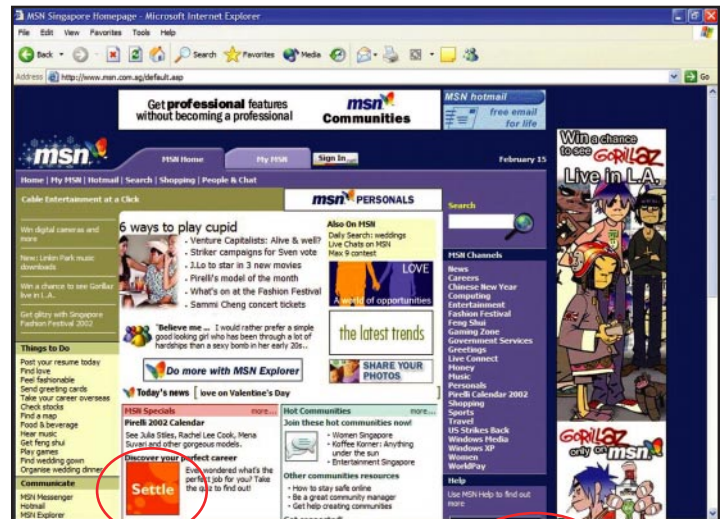 MSN Singapore Homepage - Microsoft Internet Explorer
File Edit View Favorites Tools Help
Back Search Favorites Media
Address http://www.msn.com.sg/default.asp Go
Get professional features
without becoming a professional
msn
Communities
MSN hotmail
free email
for life
msn
MSN Home
My MSN
Sign In
February 15
Home | My MSN | Hotmail | Search | Shopping | People & Chat
Cable Entertainment at a Click
msn PERSONALS
Search
Win digital cameras and
more
New: Linkin Park music
downloads
Win a chance to see Gorillaz
live in L.A.
Get glitzy with Singapore
Fashion Festival 2002
Things to Do
Post your resume today
Find love
Feel fashionable
Send greeting cards
Take your career overseas
Check stocks
Find a map
Food & beverage
Hear music
Get feng shui
Play games
Find wedding gown
Organise wedding dinner
Communicate
MSN Messenger
Hotmail
MSN Explorer
6 ways to play cupid
- Venture Capitalists: Alive & well?
- Striker campaigns for Sven vote
- J.Lo to star in 3 new movies
- Pirelli's model of the month
- What's on at the Fashion Festival
- Sammi Cheng concert tickets
"Believe me ... I would rather prefer a simple
good looking girl who has been through a lot of
hardships than a sexy bomb in her early 20s..
Do more with MSN Explorer
Today's news [ love on Valentine's Day ]
Also On MSN
Daily Search: weddings
Live Chats on MSN
Max 9 contest
LOVE
A world of opportunities
the latest trends
SHARE YOUR
PHOTOS
MSN Specials more...
Pirelli 2002 Calendar
See Julia Stiles, Rachel Lee Cook, Mena
Suvari and other gorgeous models.
Discover your perfect career
Settle
Ever wondered what's the
perfect job for you? Take
the quiz to find out!
Hot Communities more...
Join these hot communities now!
- Women Singapore
- Koffee Korner: Anything
under the sun
- Entertainment Singapore
Other communities resources
- How to stay safe online
- Be a great community manager
- Get help creating communities
MSN Channels
News
Careers
Chinese New Year
Computing
Entertainment
Fashion Festival
Feng Shui
Gaming Zone
Government Services
Greetings
Live Connect
Money
Music
Personals
Pirelli Calendar 2002
Shopping
Sports
Travel
US Strikes Back
Windows Media
Windows XP
Women
WorldPay
Help
Use MSN Help to find out
more
Win a chance
to see GORILLAZ
Live in L.A.
GORILLAZ
only on msn